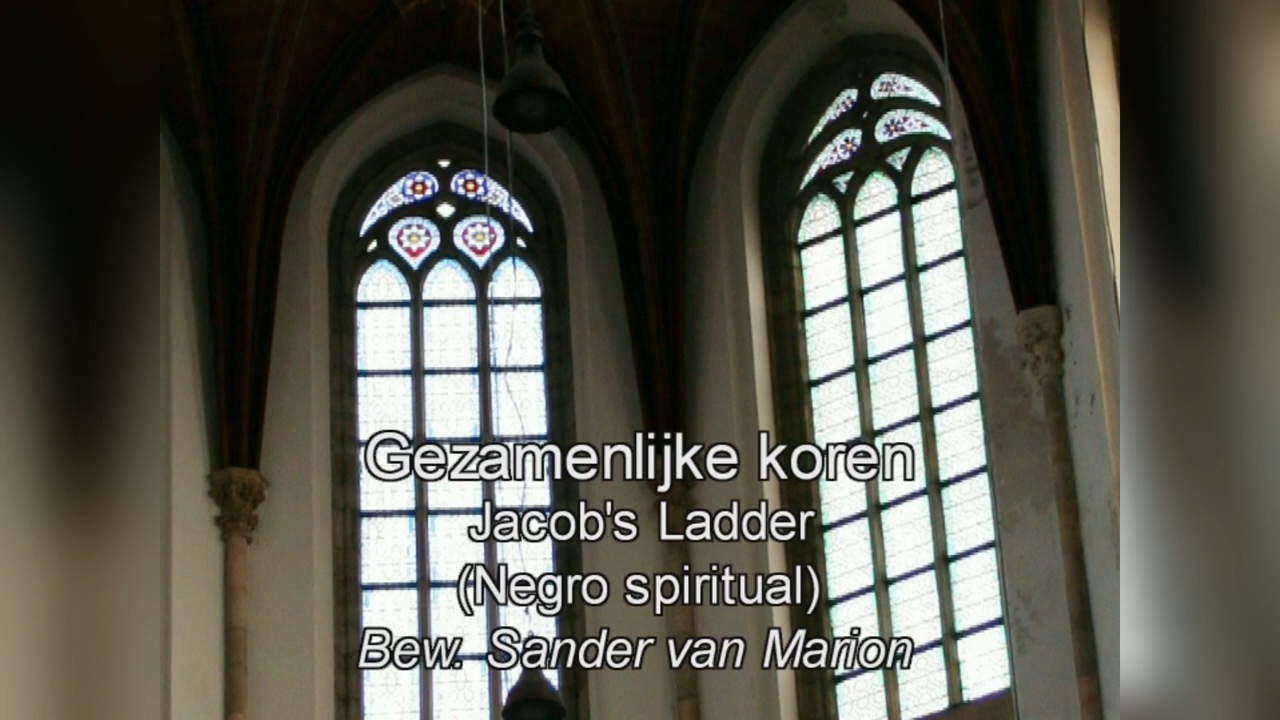 Gezamenlijke koren
Jacob's Ladder
(Negro spiritual)
Bew. Sander van Marion